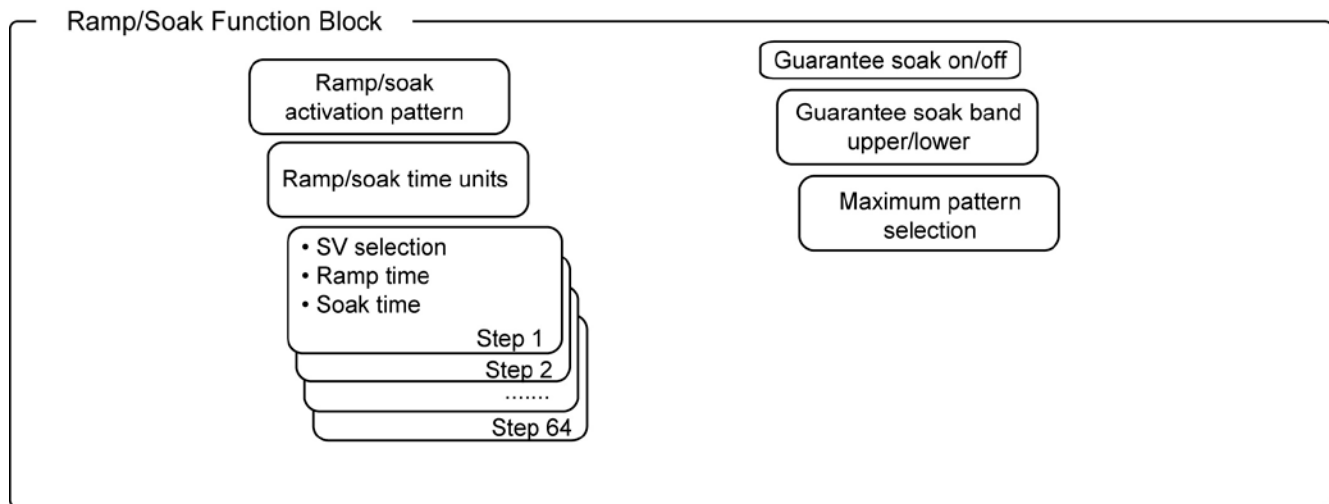 Ramp/Soak Function Block
Ramp/soak
activation pattern
Ramp/soak time units
• SV selection
• Ramp time
• Soak time
Step 1
Step 2
.......
Step 64
Guarantee soak on/off
Guarantee soak band
upper/lower
Maximum pattern
selection